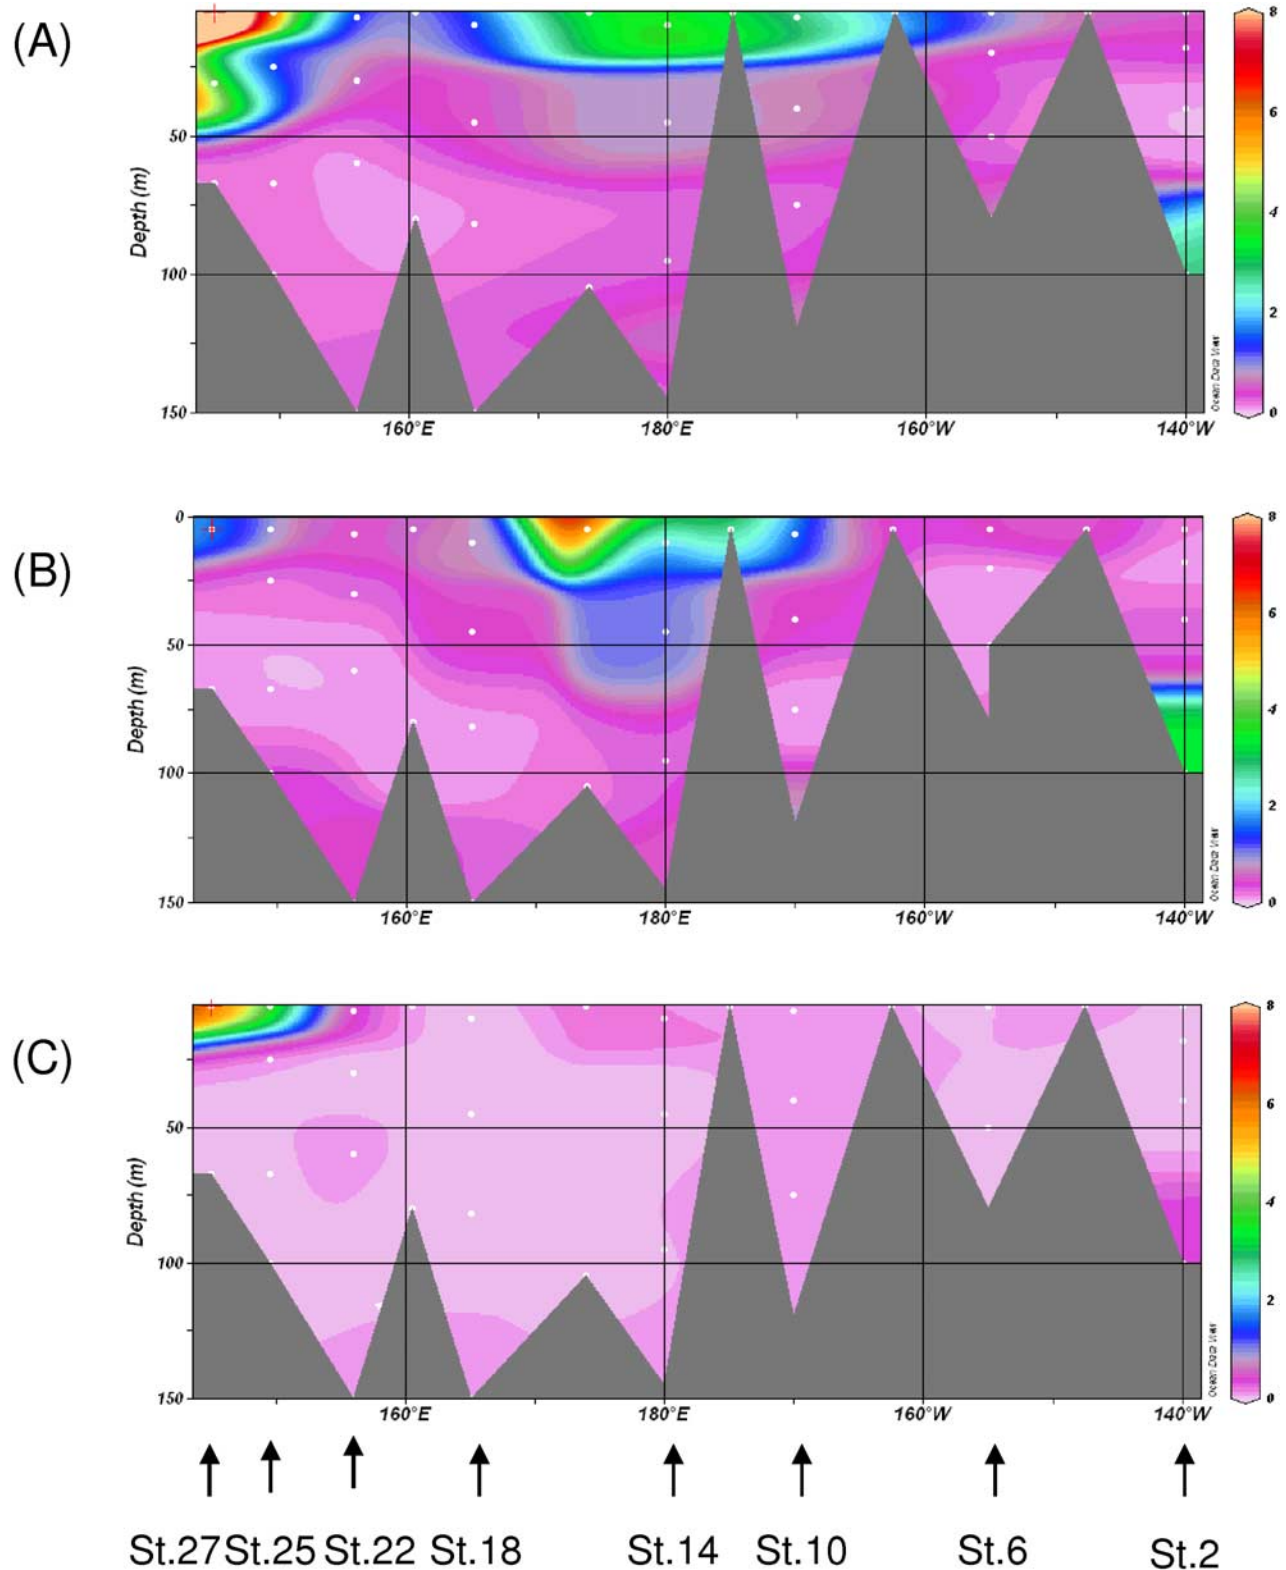 (A)
8
6
4
2
0
Depth (m)
50
100
150
160°E
180°E
160°W
140°W
Ocean Data View
(B)
8
6
4
2
0
Depth (m)
0
50
100
150
160°E
180°E
160°W
140°W
Ocean Data View
(C)
8
6
4
2
0
Depth (m)
50
100
150
160°E
180°E
160°W
140°W
Ocean Data View
St.27 St.25 St.22 St.18 St.14 St.10 St.6 St.2